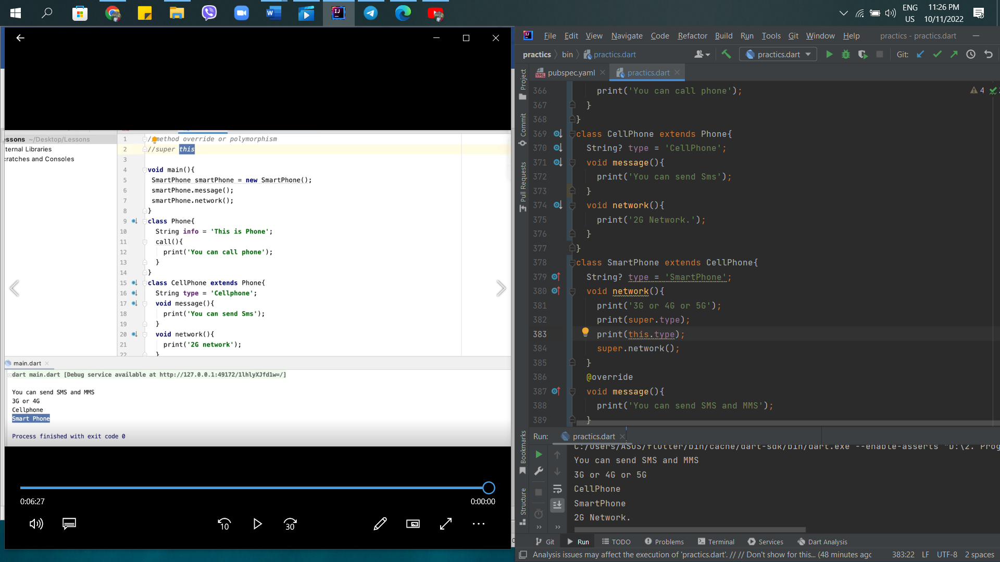 ENG
US
11:26 PM
10/11/2022
essons ~/Desktop/Lessons
ternal Libraries
cratches and Consoles
1 //method override or polymorphism
2 //super this
3
4 void main(){
5 SmartPhone smartPhone = new SmartPhone();
6 smartPhone.message();
7 smartPhone.network();
8 }
9 class Phone{
10 String info = 'This is Phone';
11 call(){
12 print('You can call phone');
13 }
14 }
15 class CellPhone extends Phone{
16 String type = 'Cellphone';
17 void message(){
18 print('You can send Sms');
19 }
20 void network(){
21 print('2G network');
22 }
main.dart
dart main.dart [Debug service available at http://127.0.0.1:49172/1lhlyXJfd1w=/]
You can send SMS and MMS
3G or 4G
Cellphone
Smart Phone
Process finished with exit code 0
0:06:27
0:00:00
10
30
File Edit View Navigate Code Refactor Build Run Tools Git Window Help practics - practics.dart
practics bin practics.dart
practics.dart
Git:
pubspec.yaml
practics.dart
Project
Commit
Pull Requests
Bookmarks
Structure
4
366 print('You can call phone');
367 }
368 }
369 class CellPhone extends Phone{
370 String? type = 'CellPhone';
371 void message(){
372 print('You can send Sms');
373 }
374 void network(){
375 print('2G Network.');
376 }
377 }
378 class SmartPhone extends CellPhone{
379 String? type = 'SmartPhone';
380 void network(){
381 print('3G or 4G or 5G');
382 print(super.type);
383 print(this.type);
384 super.network();
385 }
386 @override
387 void message(){
388 print('You can send SMS and MMS');
389 }
Run: practics.dart
C:/Users/ASUS/flutter/bin/cache/dart-sdk/bin/dart.exe --enable-asserts "D:\2. Prog
You can send SMS and MMS
3G or 4G or 5G
CellPhone
SmartPhone
2G Network.
Git Run TODO Problems Terminal Services Dart Analysis
Analysis issues may affect the execution of 'practics.dart'. // // Don't show for this... (48 minutes agc
383:22 LF UTF-8 2 spaces